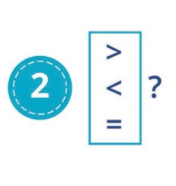 >
2 < ?
=